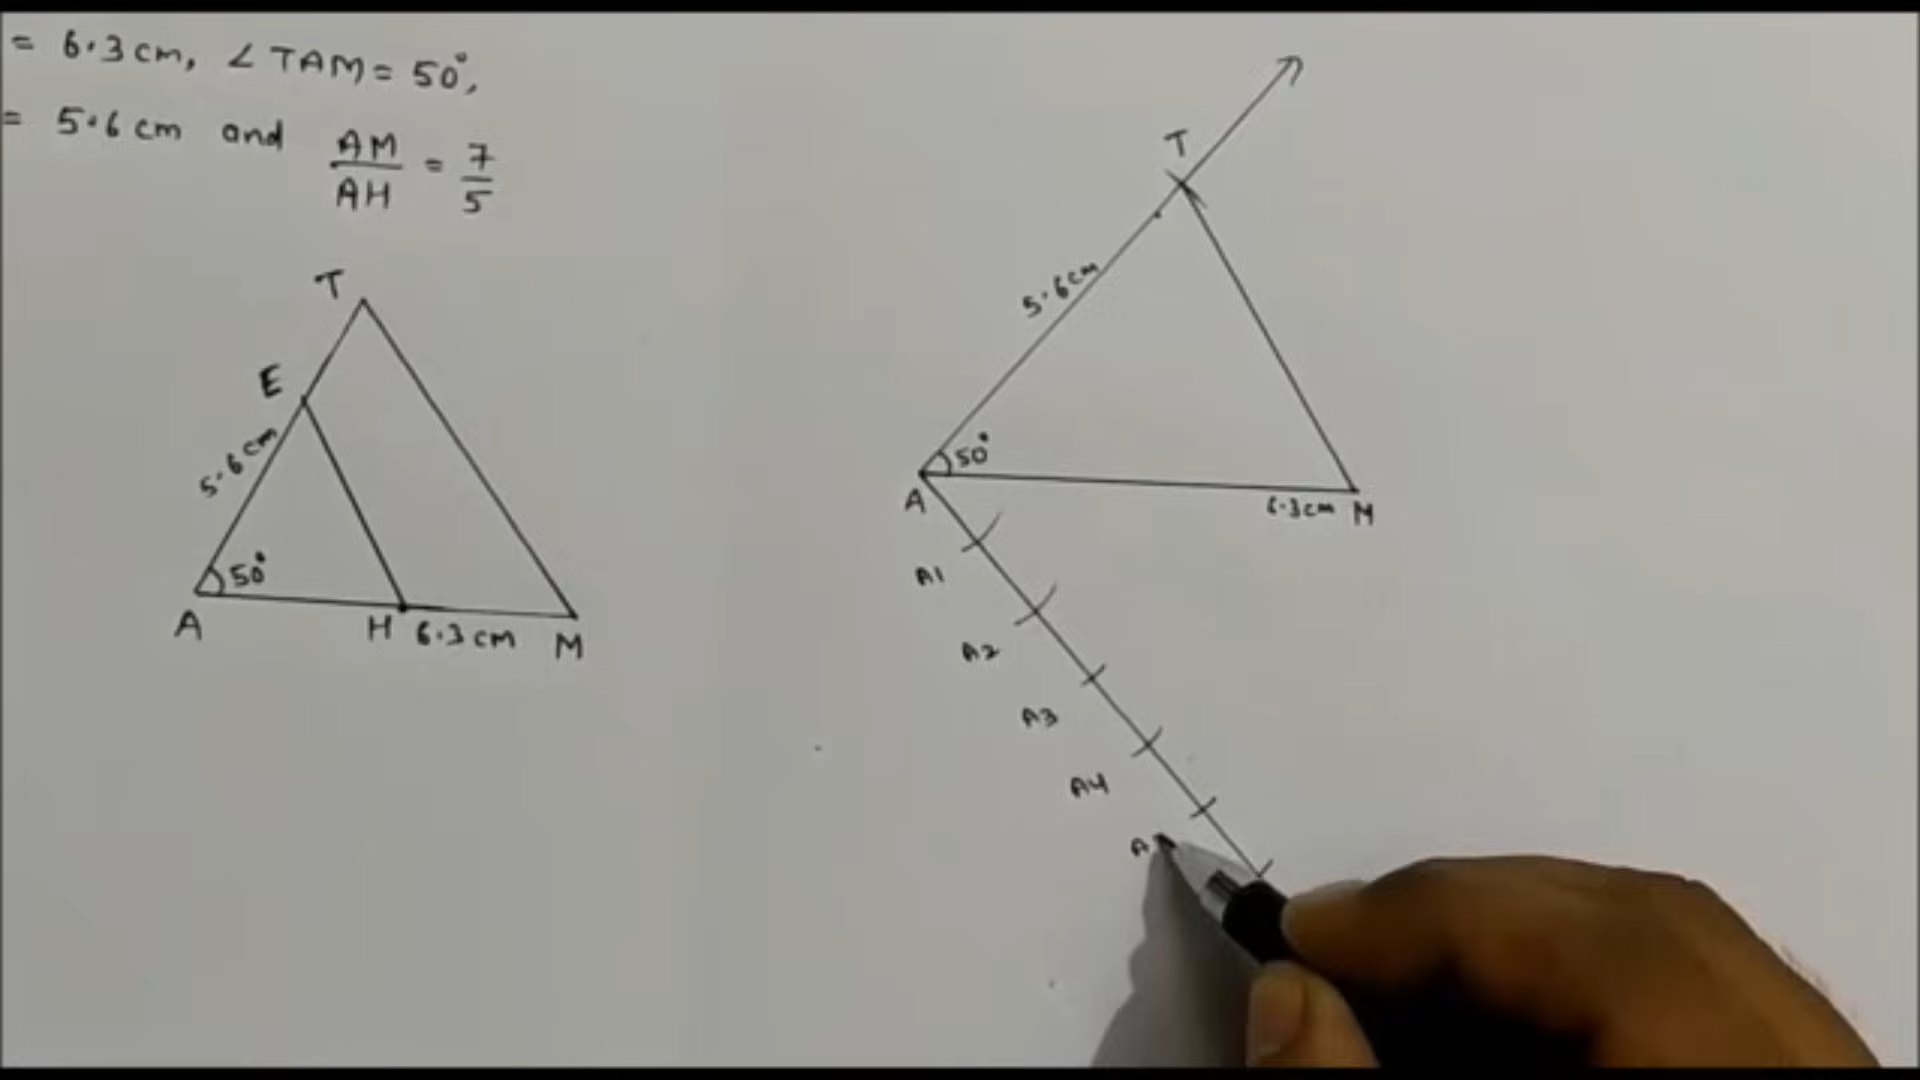 = 6.3 cm, ∠TAM = 50°,
= 5.6 cm and AM/AH = 7/5
T
E
5.6 cm
50°
A
H 6.3 cm M
T
5.6 cm
50°
A
6.3 cm M
A1
A2
A3
A4
A